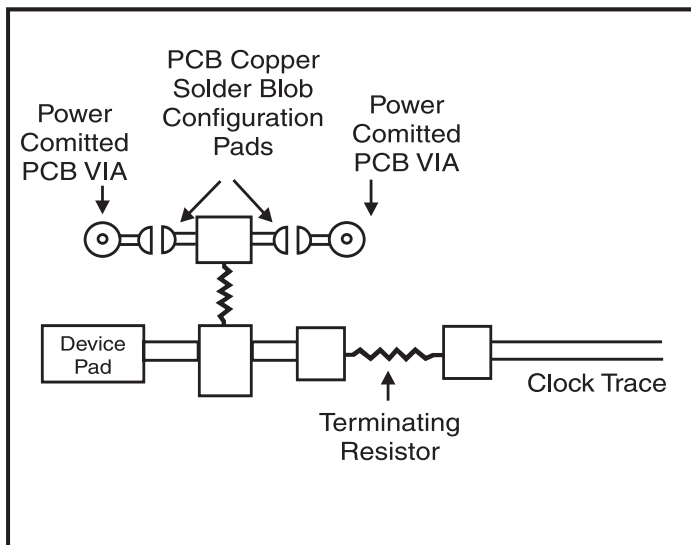 PCB Copper
Solder Blob
Configuration
Pads
Power
Comitted
PCB VIA
Power
Comitted
PCB VIA
Device
Pad
Clock Trace
Terminating
Resistor